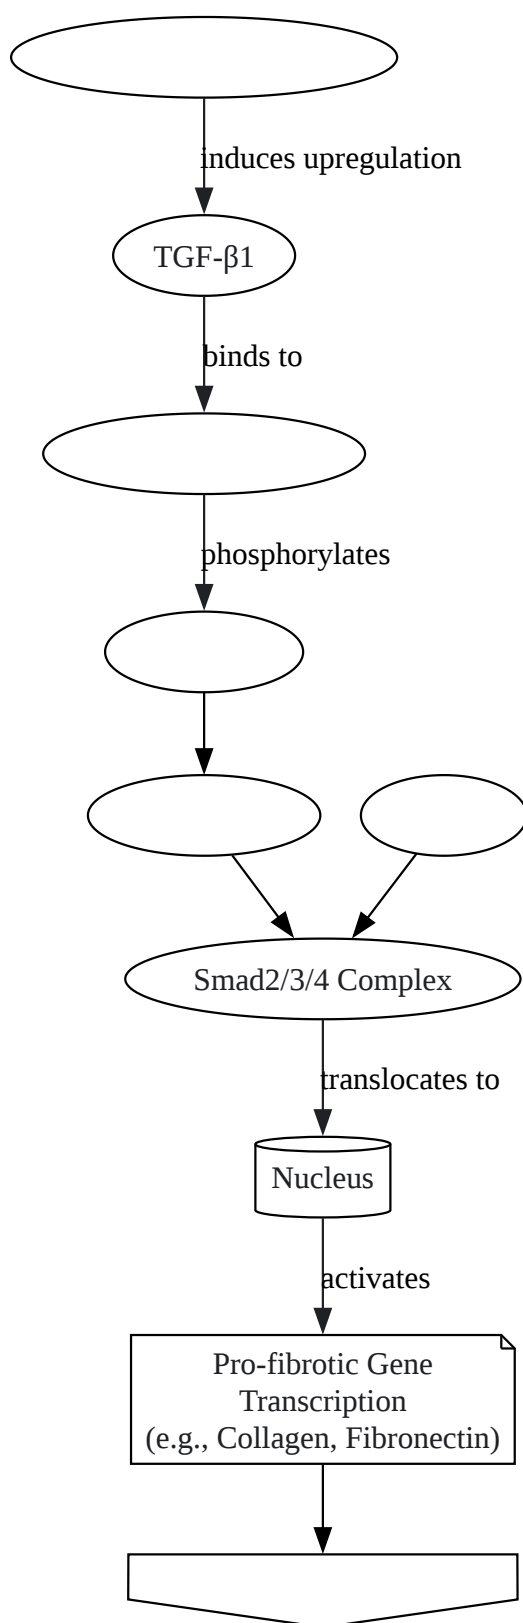 induces upregulation
TGF-β1
binds to
phosphorylates
Smad2/3/4 Complex
translocates to
Nucleus
activates
Pro-fibrotic Gene
Transcription
(e.g., Collagen, Fibronectin)